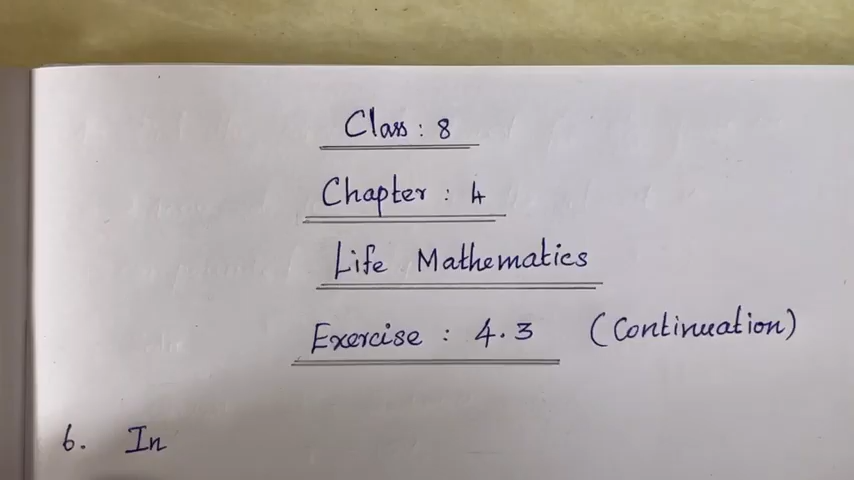 Class : 8
Chapter : 4
Life Mathematics
Exercise : 4.3 (Continuation)
6. In